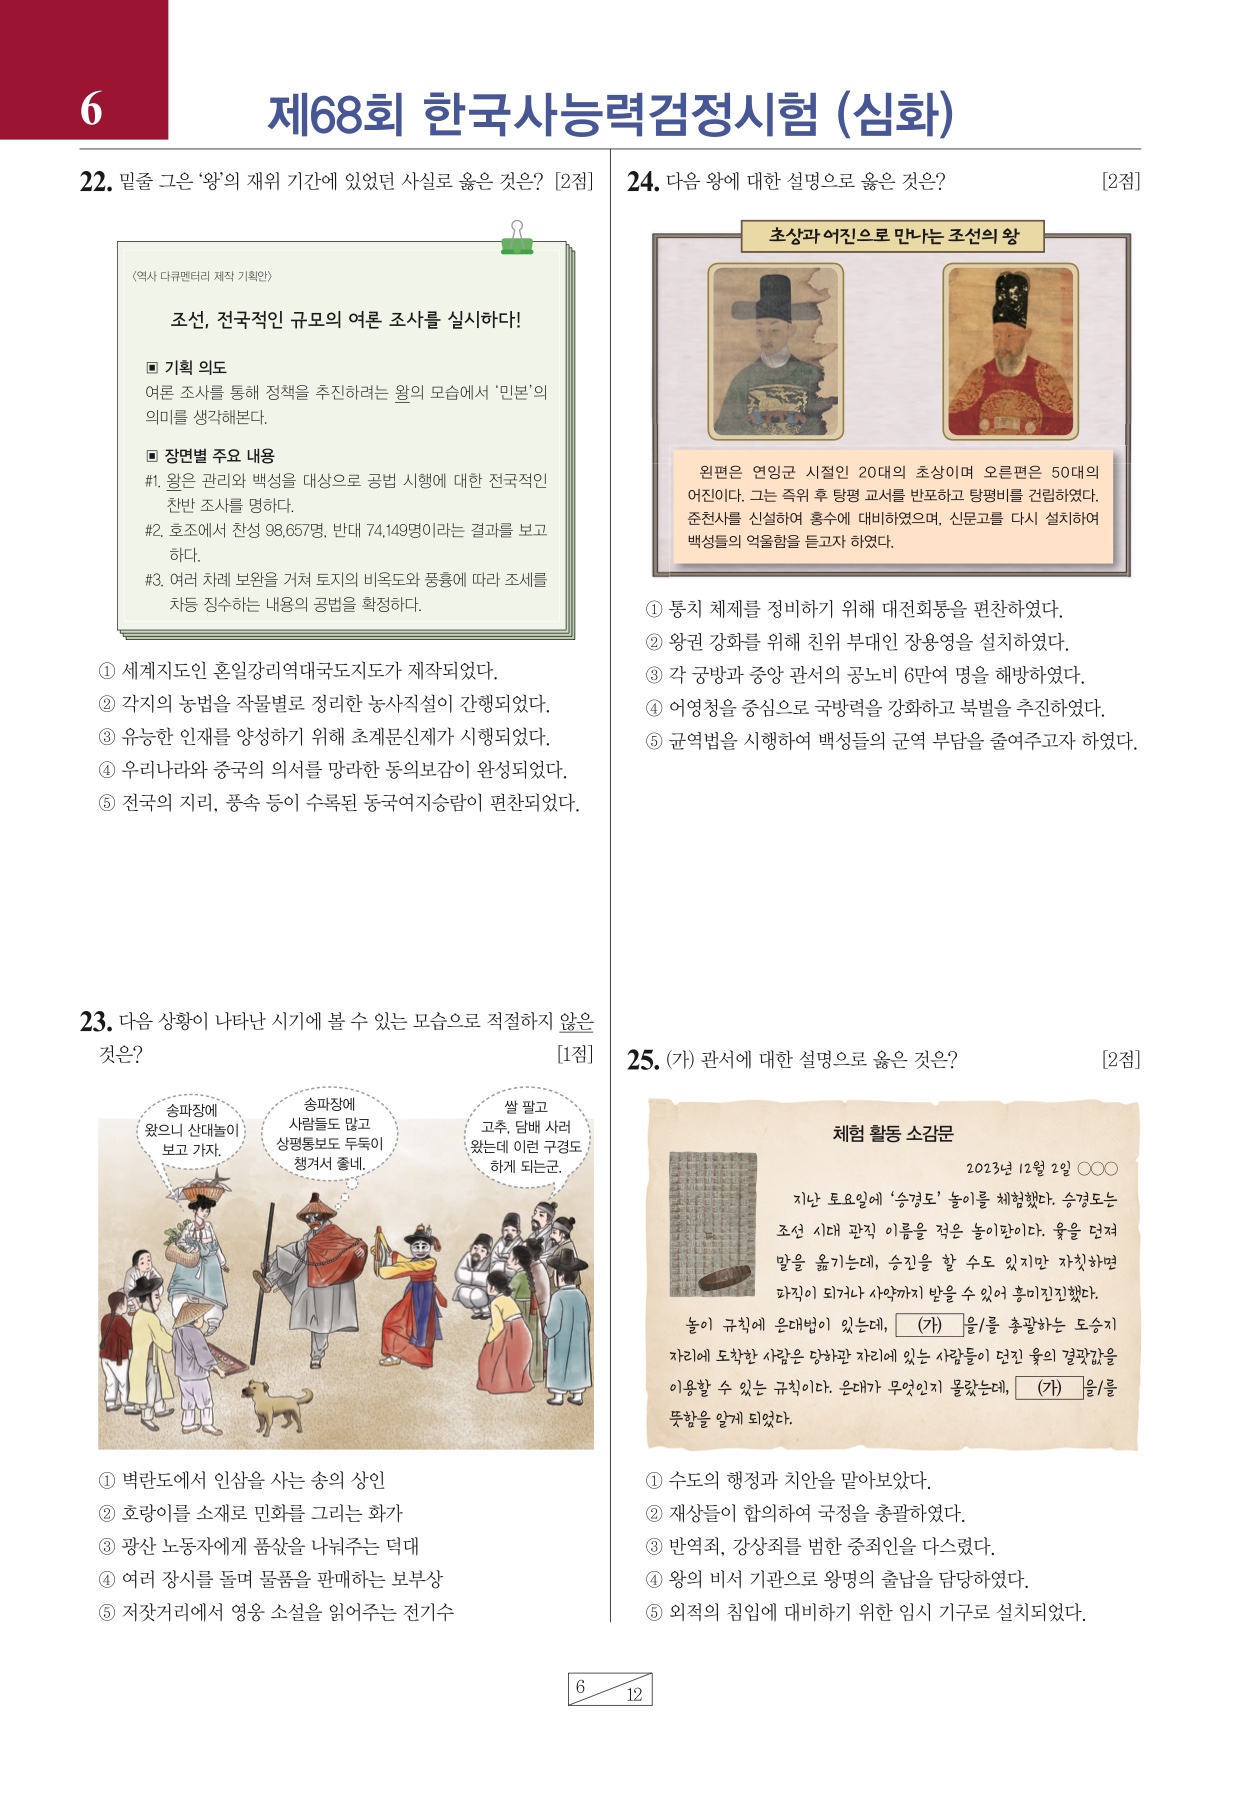 6
제68회 한국사능력검정시험 (심화)
22. 밑줄 그은 ‘왕’의 재위 기간에 있었던 사실로 옳은 것은? [2점]
<역사 다큐멘터리 제작 기획안>
조선, 전국적인 규모의 여론 조사를 실시하다!
▣ 기획 의도
여론 조사를 통해 정책을 추진하려는 왕의 모습에서 ‘민본’의
의미를 생각해본다.
▣ 장면별 주요 내용
#1. 왕은 관리와 백성을 대상으로 공법 시행에 대한 전국적인
찬반 조사를 명하다.
#2. 호조에서 찬성 98,657명, 반대 74,149명이라는 결과를 보고
하다.
#3. 여러 차례 보완을 거쳐 토지의 비옥도와 풍흉에 따라 조세를
차등 징수하는 내용의 공법을 확정하다.
① 세계지도인 혼일강리역대국도지도가 제작되었다.
② 각지의 농법을 작물별로 정리한 농사직설이 간행되었다.
③ 유능한 인재를 양성하기 위해 초계문신제가 시행되었다.
④ 우리나라와 중국의 의서를 망라한 동의보감이 완성되었다.
⑤ 전국의 지리, 풍속 등이 수록된 동국여지승람이 편찬되었다.
23. 다음 상황이 나타난 시기에 볼 수 있는 모습으로 적절하지 않은
것은? [1점]
송파장에
왔으니 산대놀이
보고 가자.
송파장에
사람들도 많고
상평통보도 두둑이
챙겨서 좋네.
쌀 팔고
고추, 담배 사러
왔는데 이런 구경도
하게 되는군.
① 벽란도에서 인삼을 사는 송의 상인
② 호랑이를 소재로 민화를 그리는 화가
③ 광산 노동자에게 품삯을 나눠주는 덕대
④ 여러 장시를 돌며 물품을 판매하는 보부상
⑤ 저잣거리에서 영웅 소설을 읽어주는 전기수
24. 다음 왕에 대한 설명으로 옳은 것은? [2점]
초상과 어진으로 만나는 조선의 왕
왼편은 연잉군 시절인 20대의 초상이며 오른편은 50대의
어진이다. 그는 즉위 후 탕평 교서를 반포하고 탕평비를 건립하였다.
준천사를 신설하여 홍수에 대비하였으며, 신문고를 다시 설치하여
백성들의 억울함을 듣고자 하였다.
① 통치 체제를 정비하기 위해 대전회통을 편찬하였다.
② 왕권 강화를 위해 친위 부대인 장용영을 설치하였다.
③ 각 궁방과 중앙 관서의 공노비 6만여 명을 해방하였다.
④ 어영청을 중심으로 국방력을 강화하고 북벌을 추진하였다.
⑤ 균역법을 시행하여 백성들의 군역 부담을 줄여주고자 하였다.
25. (가) 관서에 대한 설명으로 옳은 것은? [2점]
체험 활동 소감문
2023년 12월 2일 ○○○
지난 토요일에 ‘승경도’ 놀이를 체험했다. 승경도는
조선 시대 관직 이름을 적은 놀이판이다. 윷을 던져
말을 옮기는데, 승진을 할 수도 있지만 자칫하면
파직이 되거나 사약까지 받을 수 있어 흥미진진했다.
놀이 규칙에 은대법이 있는데, (가) 을/를 총괄하는 도승지
자리에 도착한 사람은 당하관 자리에 있는 사람들이 던진 윷의 결괏값을
이용할 수 있는 규칙이다. 은대가 무엇인지 몰랐는데, (가) 을/를
뜻함을 알게 되었다.
① 수도의 행정과 치안을 맡아보았다.
② 재상들이 합의하여 국정을 총괄하였다.
③ 반역죄, 강상죄를 범한 중죄인을 다스렸다.
④ 왕의 비서 기관으로 왕명의 출납을 담당하였다.
⑤ 외적의 침입에 대비하기 위한 임시 기구로 설치되었다.
6
12